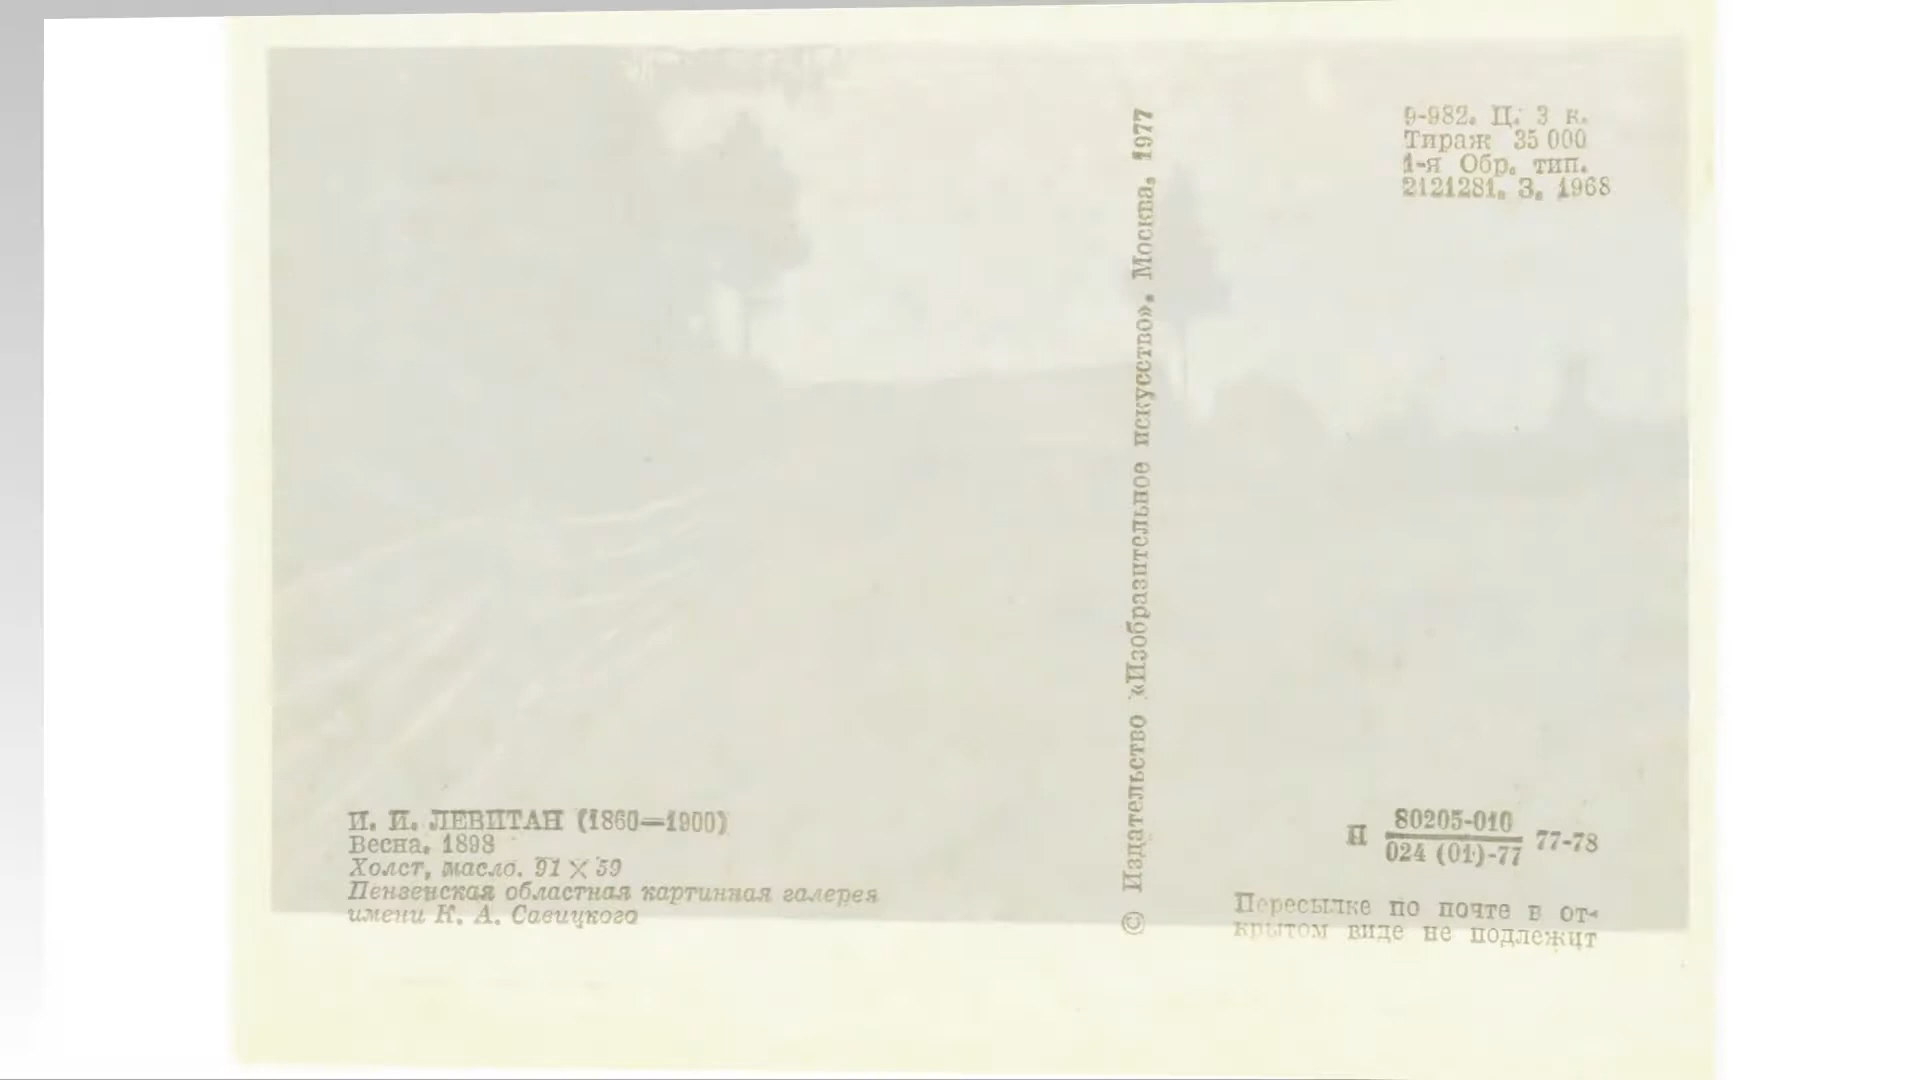 9-982. Ц. 3 к.
Тираж 35 000
1-я Обр. тип.
2121281. З. 1968
© Издательство «Изобразительное искусство». Москва. 1977
И. И. ЛЕВИТАН (1860—1900)
Весна. 1898
Холст, масло. 91 × 59
Пензенская областная картинная галерея
имени К. А. Савицкого
И 80205-010 77-78
024 (01)-77
Пересылке по почте в от-
крытом виде не подлежит